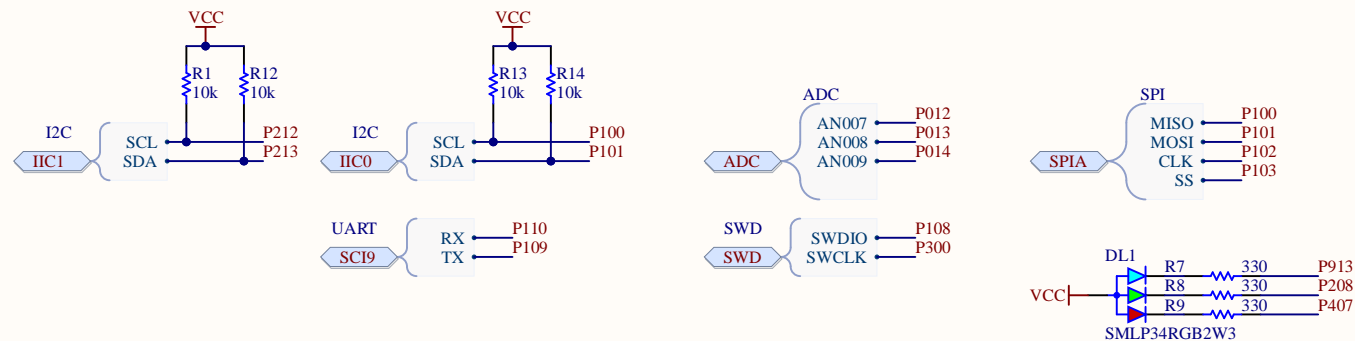 VCC
R1
10k
R12
10k
I2C
IIC1
SCL
SDA
P212
P213
VCC
R13
10k
R14
10k
I2C
IIC0
SCL
SDA
P100
P101
ADC
ADC
AN007
AN008
AN009
P012
P013
P014
SPI
SPIA
MISO
MOSI
CLK
SS
P100
P101
P102
P103
UART
SCI9
RX
TX
P110
P109
SWD
SWD
SWDIO
SWCLK
P108
P300
DL1
VCC
R7
330
P913
R8
330
P208
R9
330
P407
SMLP34RGB2W3